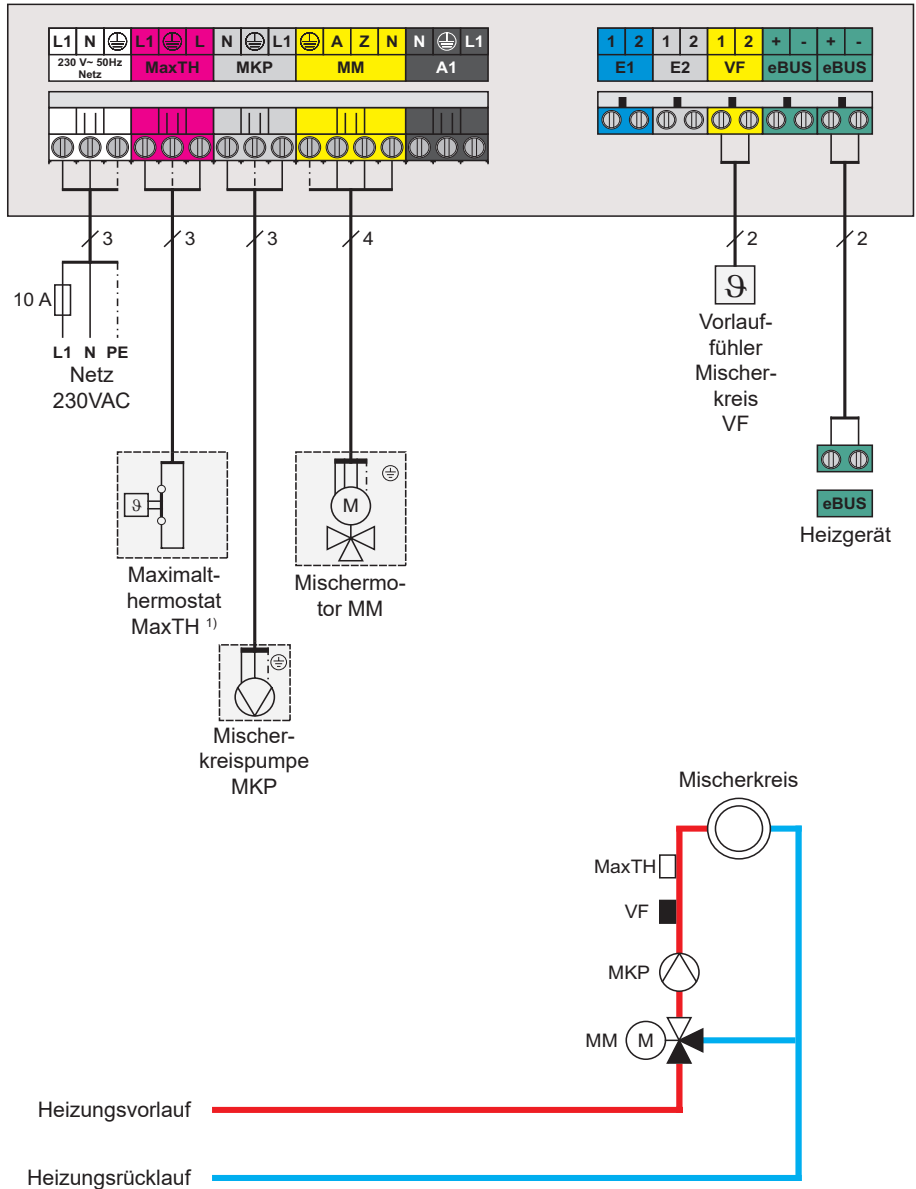 L1 N L1 L N L1 A Z N N L1
230 V~ 50Hz
Netz
MaxTH MKP MM A1
1 2 1 2 1 2 + - + -
E1 E2 VF eBUS eBUS
3 3 3 4 2 2
10 A
L1 N PE
Netz
230VAC
ϑ
Maximalt-
hermostat
MaxTH 1)
M
Mischermo-
tor MM
Mischer-
kreispumpe
MKP
ϑ
Vorlauf-
fühler
Mischer-
kreis
VF
eBUS
Heizgerät
Mischerkreis
MaxTH
VF
MKP
MM M
Heizungsvorlauf
Heizungsrücklauf